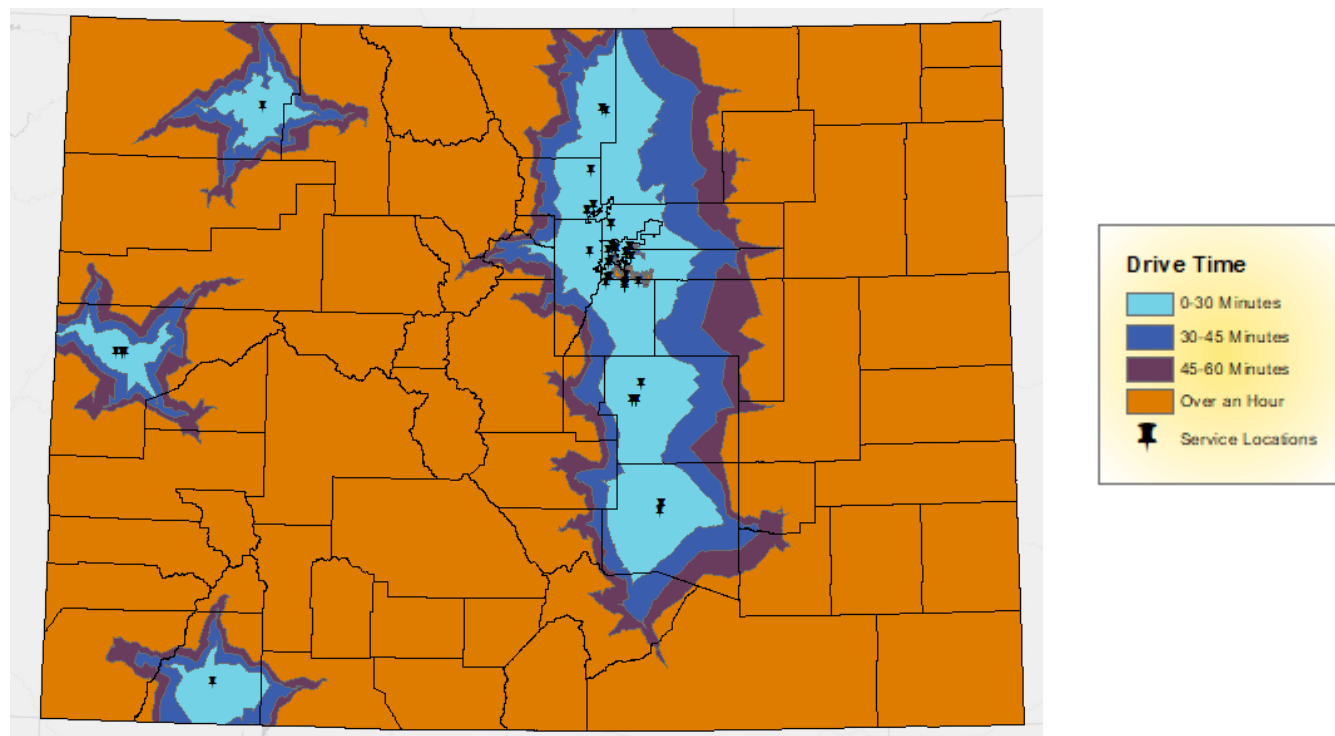 Drive Time
0-30 Minutes
30-45 Minutes
45-60 Minutes
Over an Hour
Service Locations